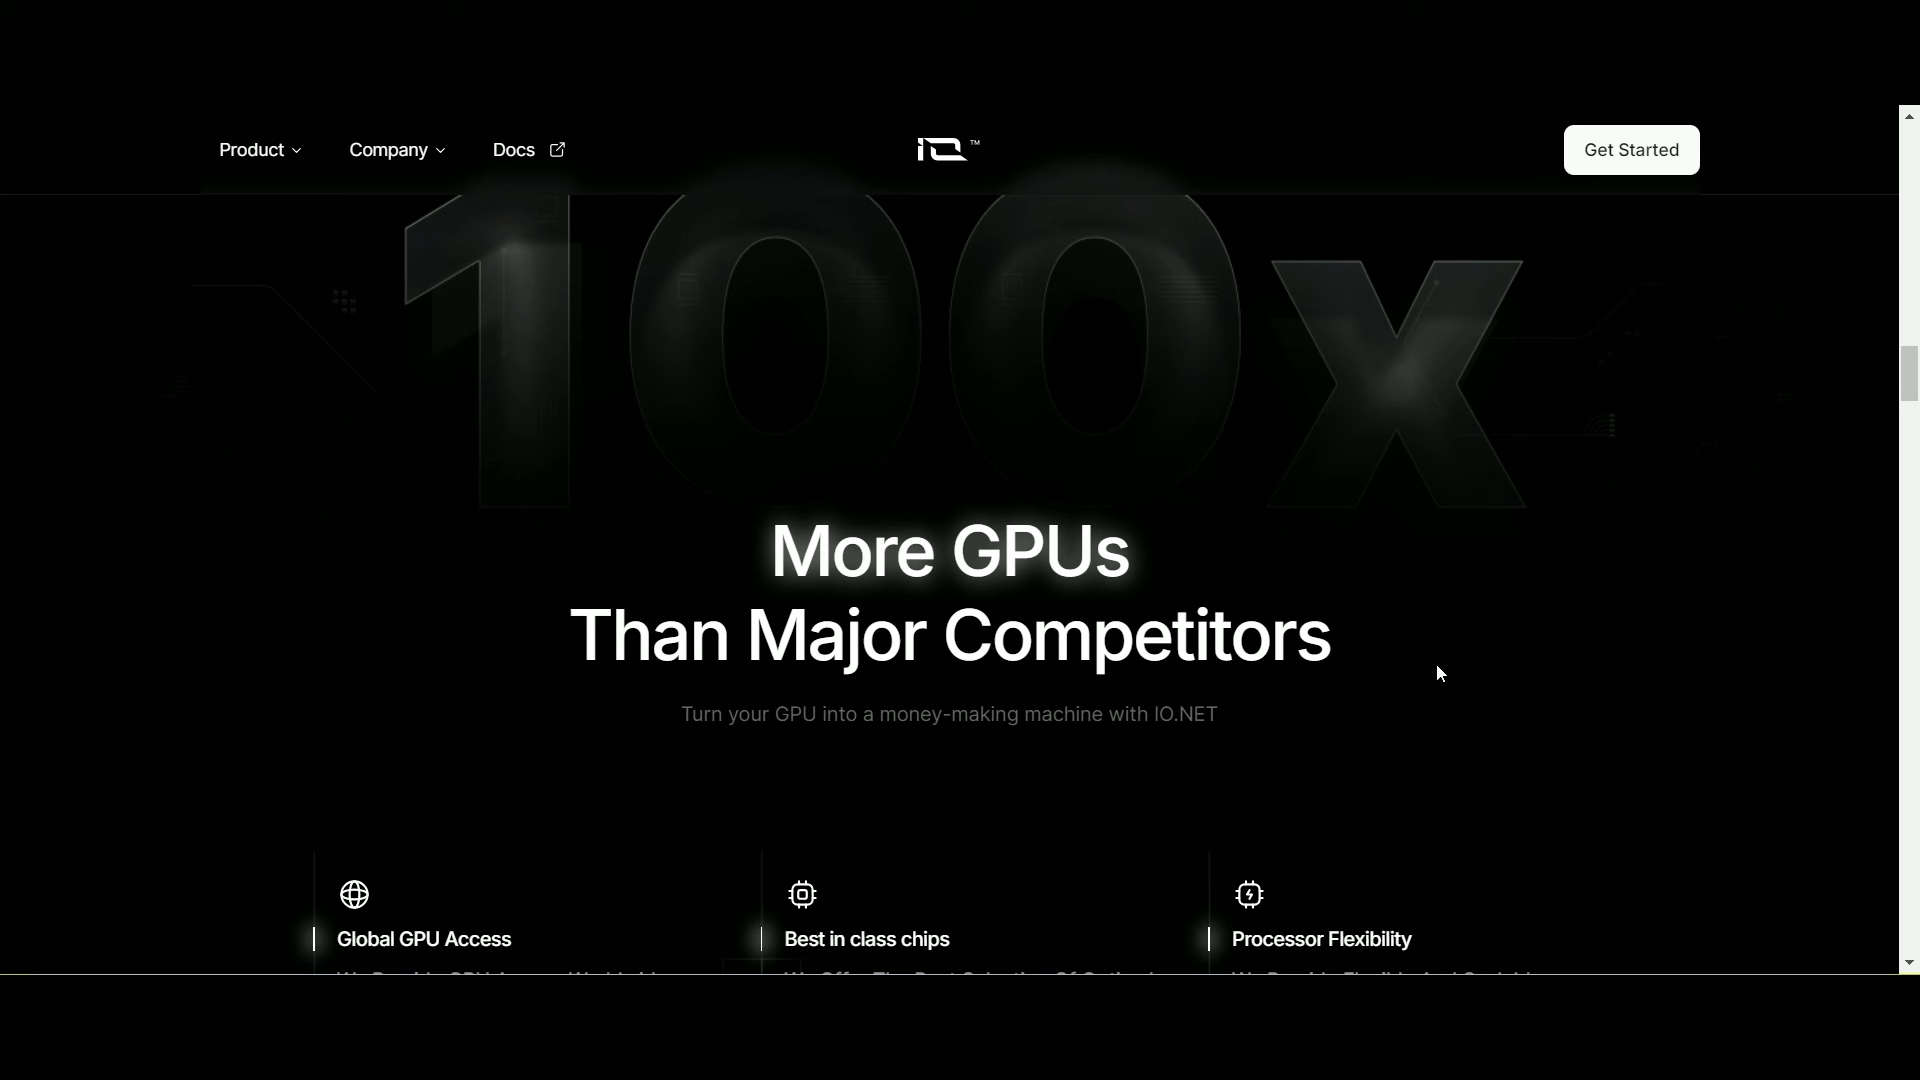 Product
Company
Docs
IO™
Get Started
100x
More GPUs
Than Major Competitors
Turn your GPU into a money-making machine with IO.NET
Global GPU Access
Best in class chips
Processor Flexibility